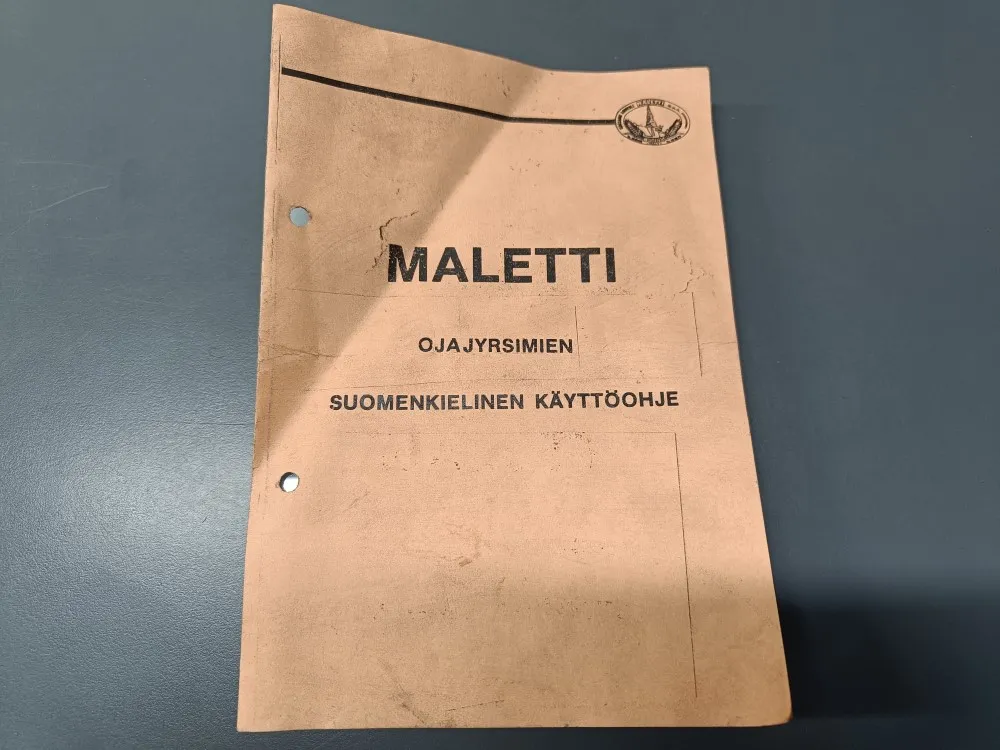 MALETTI
OJAJYRSIMIEN
SUOMENKIELINEN KÄYTTÖOHJE